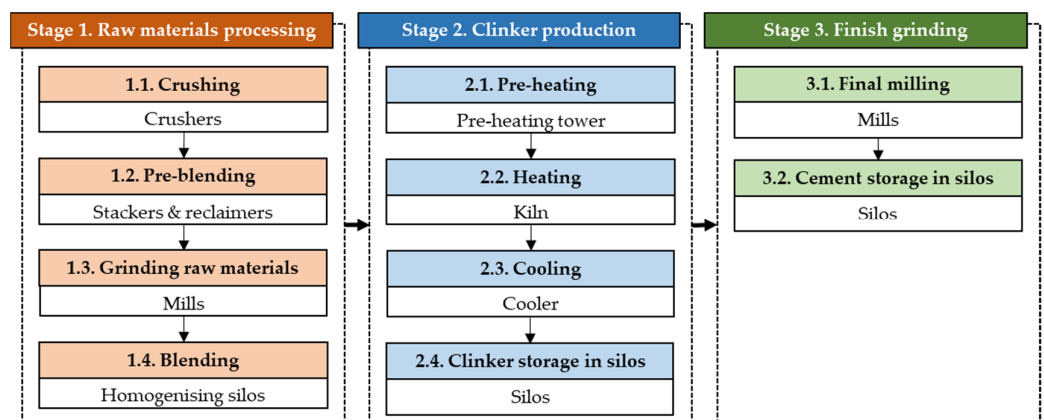 Stage 1. Raw materials processing
1.1. Crushing
Crushers
1.2. Pre-blending
Stackers & reclaimers
1.3. Grinding raw materials
Mills
1.4. Blending
Homogenising silos
Stage 2. Clinker production
2.1. Pre-heating
Pre-heating tower
2.2. Heating
Kiln
2.3. Cooling
Cooler
2.4. Clinker storage in silos
Silos
Stage 3. Finish grinding
3.1. Final milling
Mills
3.2. Cement storage in silos
Silos